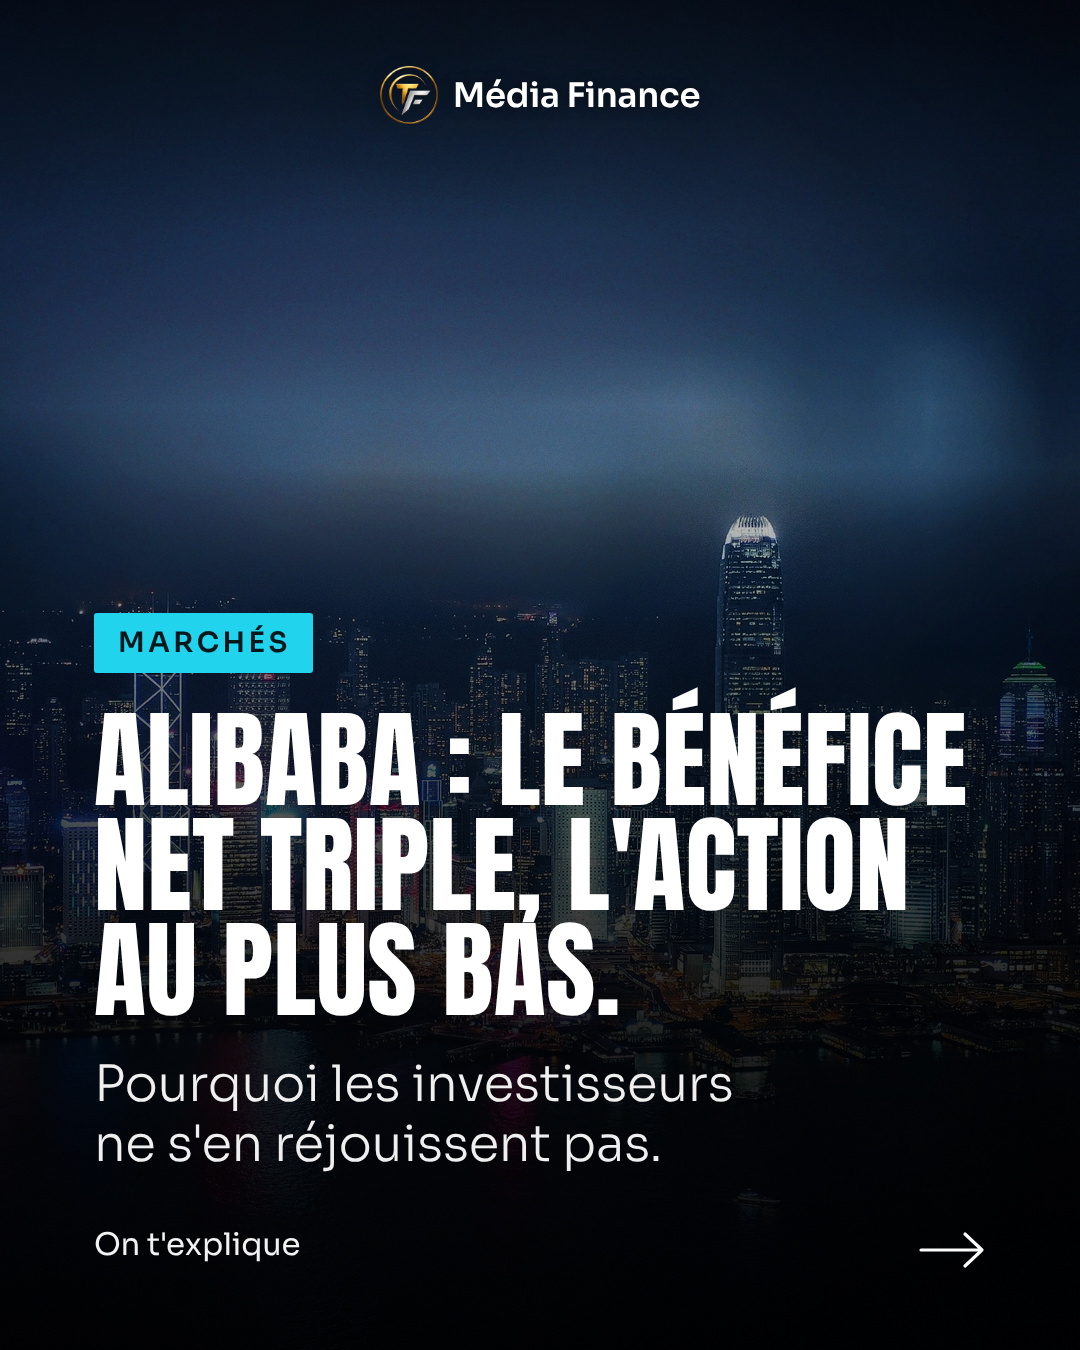 TF Média Finance
MARCHÉS
ALIBABA : LE BÉNÉFICE
NET TRIPLE, L'ACTION
AU PLUS BAS.
Pourquoi les investisseurs
ne s'en réjouissent pas.
On t'explique